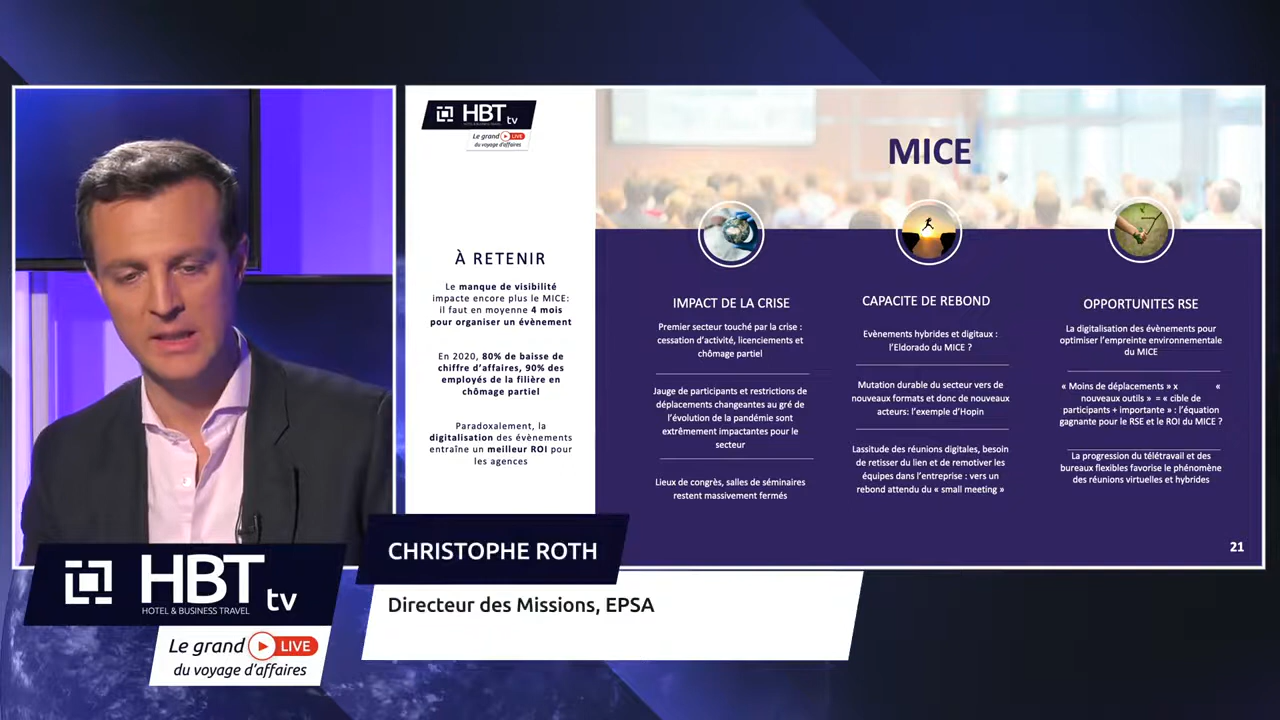 HBT tv
HOTEL & BUSINESS TRAVEL
Le grand LIVE
du voyage d'affaires
À RETENIR
Le manque de visibilité
impacte encore plus le MICE:
il faut en moyenne 4 mois
pour organiser un évènement
En 2020, 80% de baisse de
chiffre d'affaires, 90% des
employés de la filière en
chômage partiel
Paradoxalement, la
digitalisation des évènements
entraîne un meilleur ROI pour
les agences
MICE
IMPACT DE LA CRISE
Premier secteur touché par la crise :
cessation d'activité, licenciements et
chômage partiel
Jauge de participants et restrictions de
déplacements changeantes au gré de
l'évolution de la pandémie sont
extrêmement impactantes pour le
secteur
Lieux de congrès, salles de séminaires
restent massivement fermés
CAPACITE DE REBOND
Evènements hybrides et digitaux :
l'Eldorado du MICE ?
Mutation durable du secteur vers de
nouveaux formats et donc de nouveaux
acteurs: l'exemple d'Hopin
Lassitude des réunions digitales, besoin
de retisser du lien et de remotiver les
équipes dans l'entreprise : vers un
rebond attendu du « small meeting »
OPPORTUNITES RSE
La digitalisation des évènements pour
optimiser l'empreinte environnementale
du MICE
« Moins de déplacements » x «
nouveaux outils » = « cible de
participants + importante » : l'équation
gagnante pour le RSE et le ROI du MICE ?
La progression du télétravail et des
bureaux flexibles favorise le phénomène
des réunions virtuelles et hybrides
21
CHRISTOPHE ROTH
Directeur des Missions, EPSA
HBT tv
HOTEL & BUSINESS TRAVEL
Le grand LIVE
du voyage d'affaires